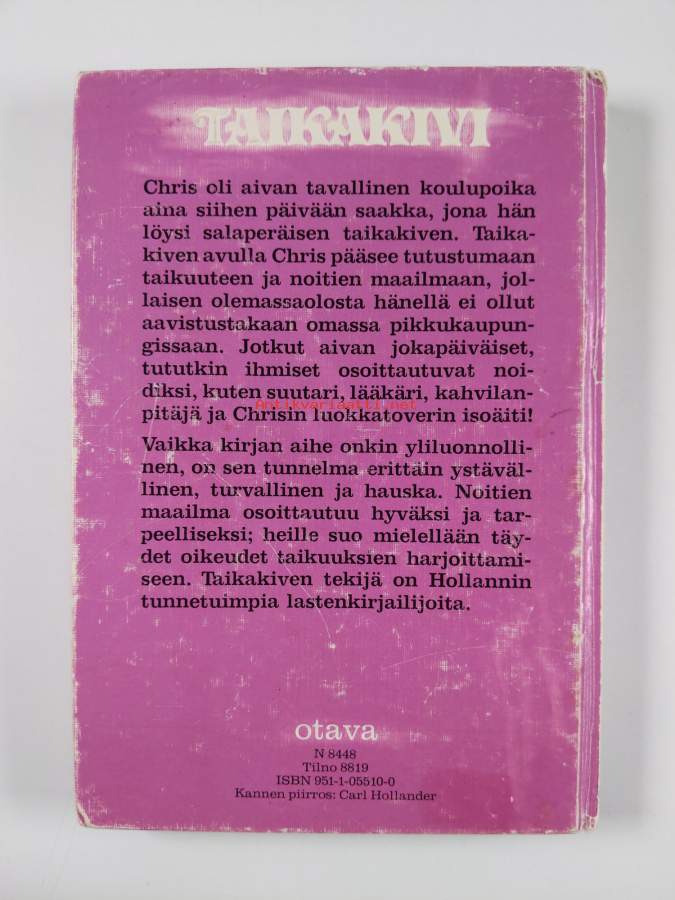 TAIKAKIVI
Chris oli aivan tavallinen koulupoika
aina siihen päivään saakka, jona hän
löysi salaperäisen taikakiven. Taika-
kiven avulla Chris pääsee tutustumaan
taikuuteen ja noitien maailmaan, jol-
laisen olemassaolosta hänellä ei ollut
aavistustakaan omassa pikkukaupun-
gissaan. Jotkut aivan jokapäiväiset,
tututkin ihmiset osoittautuvat noi-
diksi, kuten suutari, lääkäri, kahvilan-
Antikvariaatti.net
pitäjä ja Chrisin luokkatoverin isoäiti!
Vaikka kirjan aihe onkin yliluonnolli-
nen, on sen tunnelma erittäin ystäväl-
linen, turvallinen ja hauska. Noitien
maailma osoittautuu hyväksi ja tar-
peelliseksi; heille suo mielellään täy-
det oikeudet taikuuksien harjoittami-
seen. Taikakiven tekijä on Hollannin
tunnetuimpia lastenkirjailijoita.
otava
N 8448
Tilno 8819
ISBN 951-1-05510-0
Kannen piirros: Carl Hollander